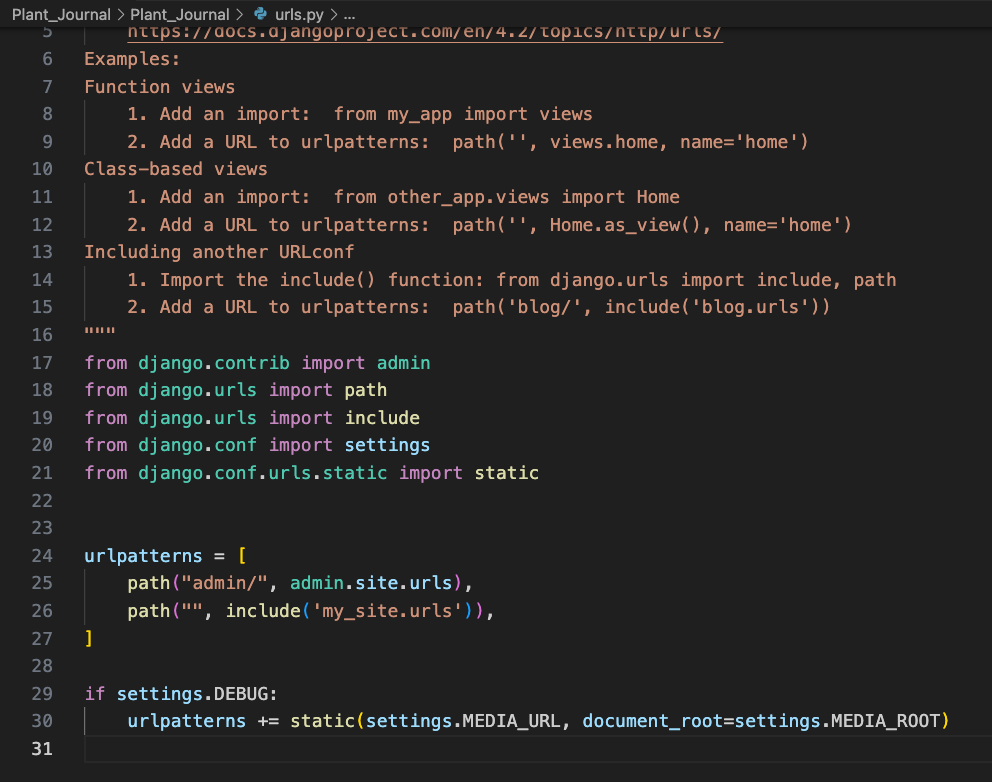 Plant_Journal > Plant_Journal > urls.py > ...
5 https://docs.djangoproject.com/en/4.2/topics/http/urls/
6 Examples:
7 Function views
8     1. Add an import:  from my_app import views
9     2. Add a URL to urlpatterns:  path('', views.home, name='home')
10 Class-based views
11     1. Add an import:  from other_app.views import Home
12     2. Add a URL to urlpatterns:  path('', Home.as_view(), name='home')
13 Including another URLconf
14     1. Import the include() function: from django.urls import include, path
15     2. Add a URL to urlpatterns:  path('blog/', include('blog.urls'))
16 """
17 from django.contrib import admin
18 from django.urls import path
19 from django.urls import include
20 from django.conf import settings
21 from django.conf.urls.static import static
22
23
24 urlpatterns = [
25     path("admin/", admin.site.urls),
26     path("", include('my_site.urls')),
27 ]
28
29 if settings.DEBUG:
30     urlpatterns += static(settings.MEDIA_URL, document_root=settings.MEDIA_ROOT)
31